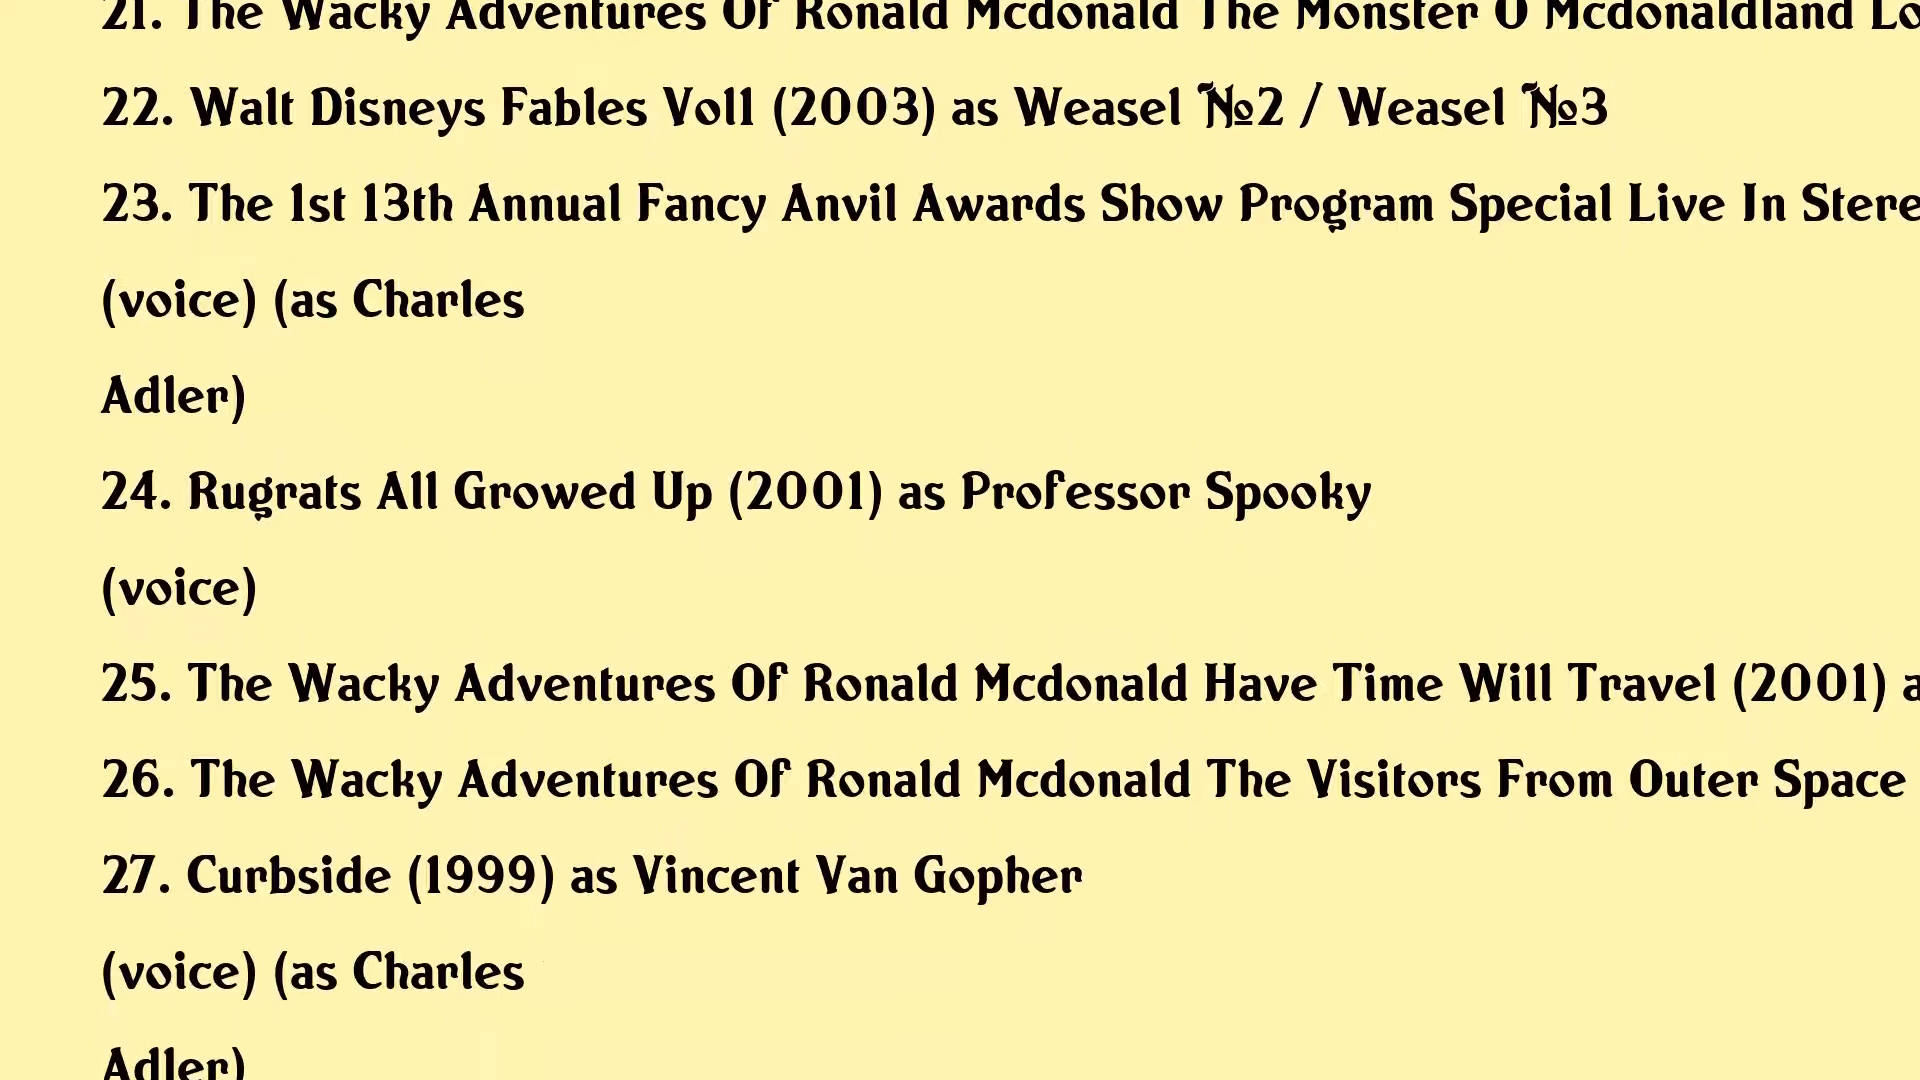 21. The Wacky Adventures Of Ronald Mcdonald The Monster O Mcdonaldland
22. Walt Disneys Fables Vol1 (2003) as Weasel №2 / Weasel №3
23. The 1st 13th Annual Fancy Anvil Awards Show Program Special Live In
(voice) (as Charles
Adler)
24. Rugrats All Growed Up (2001) as Professor Spooky
(voice)
25. The Wacky Adventures Of Ronald Mcdonald Have Time Will Travel (2001)
26. The Wacky Adventures Of Ronald Mcdonald The Visitors From Outer Space
27. Curbside (1999) as Vincent Van Gopher
(voice) (as Charles
Adler)